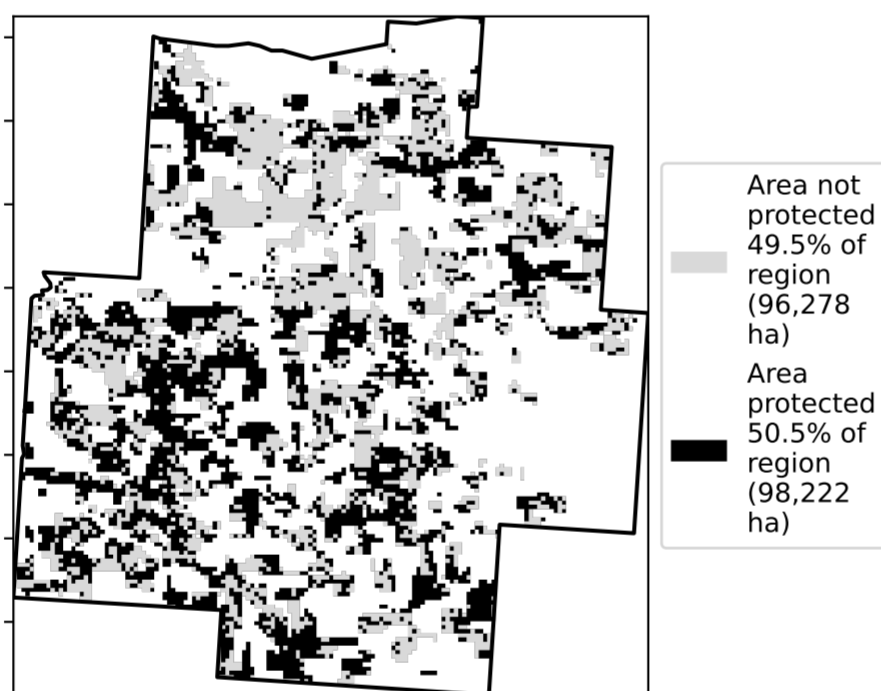 Area not
protected
49.5% of
region
(96,278
ha)
Area
protected
50.5% of
region
(98,222
ha)